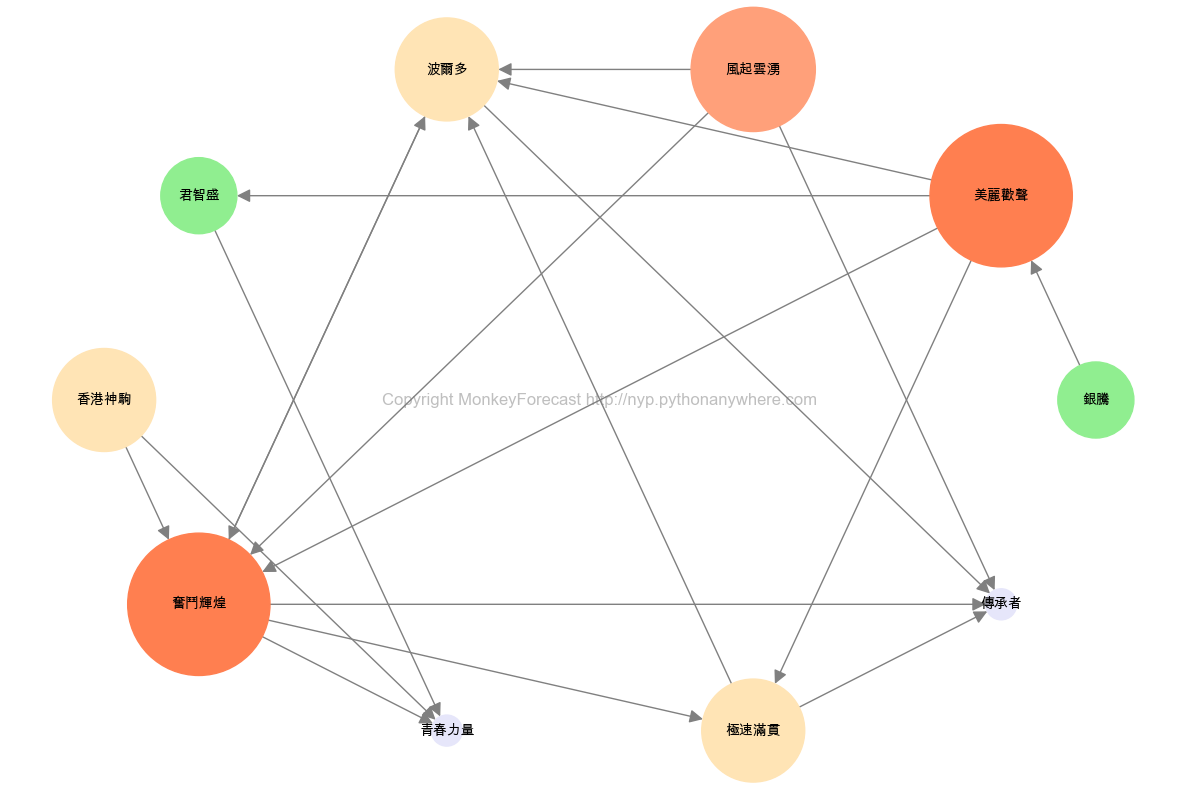 波爾多
風起雲湧
君智盛
美麗歡聲
香港神駒
Copyright MonkeyForecast http://nyp.pythonanywhere.com
銀騰
奮鬥輝煌
傳承者
青春力量
極速滿貫